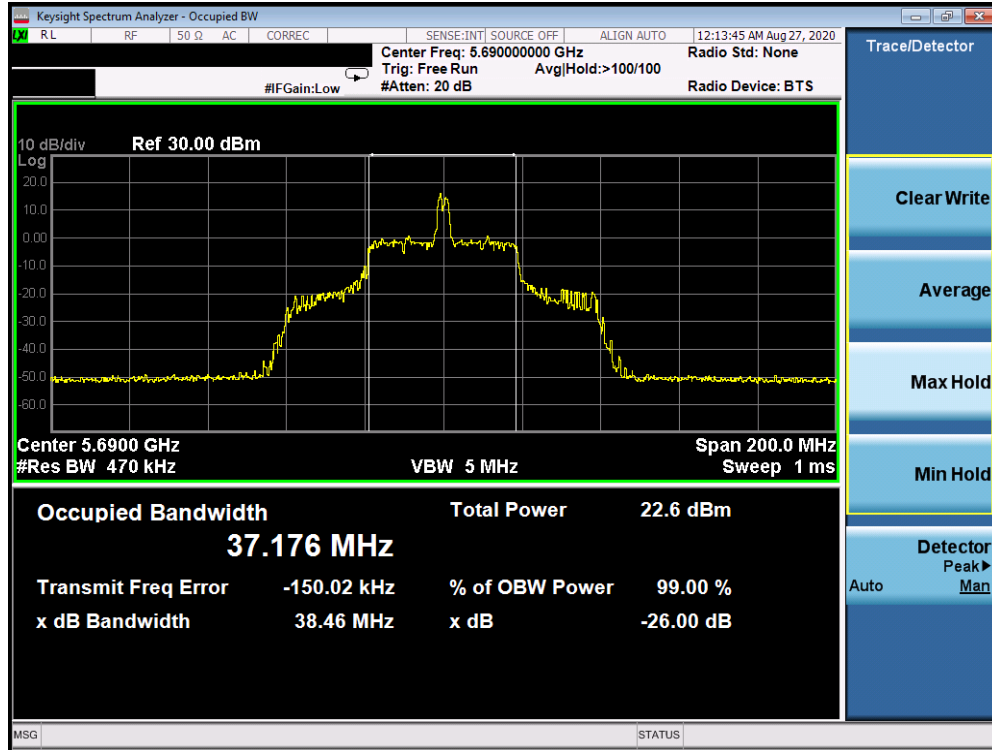 Keysight Spectrum Analyzer - Occupied BW
LXI RL RF 50 Ω AC CORREC SENSE:INT SOURCE OFF ALIGN AUTO 12:13:45 AM Aug 27, 2020
Center Freq: 5.690000000 GHz Radio Std: None
Trig: Free Run Avg|Hold:>100/100
#IFGain:Low #Atten: 20 dB Radio Device: BTS
Trace/Detector
10 dB/div Ref 30.00 dBm
Log
20.0
10.0
0.00
-10.0
-20.0
-30.0
-40.0
-50.0
-60.0
Center 5.6900 GHz Span 200.0 MHz
#Res BW 470 kHz VBW 5 MHz Sweep 1 ms
Occupied Bandwidth Total Power 22.6 dBm
37.176 MHz
Transmit Freq Error -150.02 kHz % of OBW Power 99.00 %
x dB Bandwidth 38.46 MHz x dB -26.00 dB
Clear Write
Average
Max Hold
Min Hold
Detector
Peak▶
Auto Man
MSG STATUS